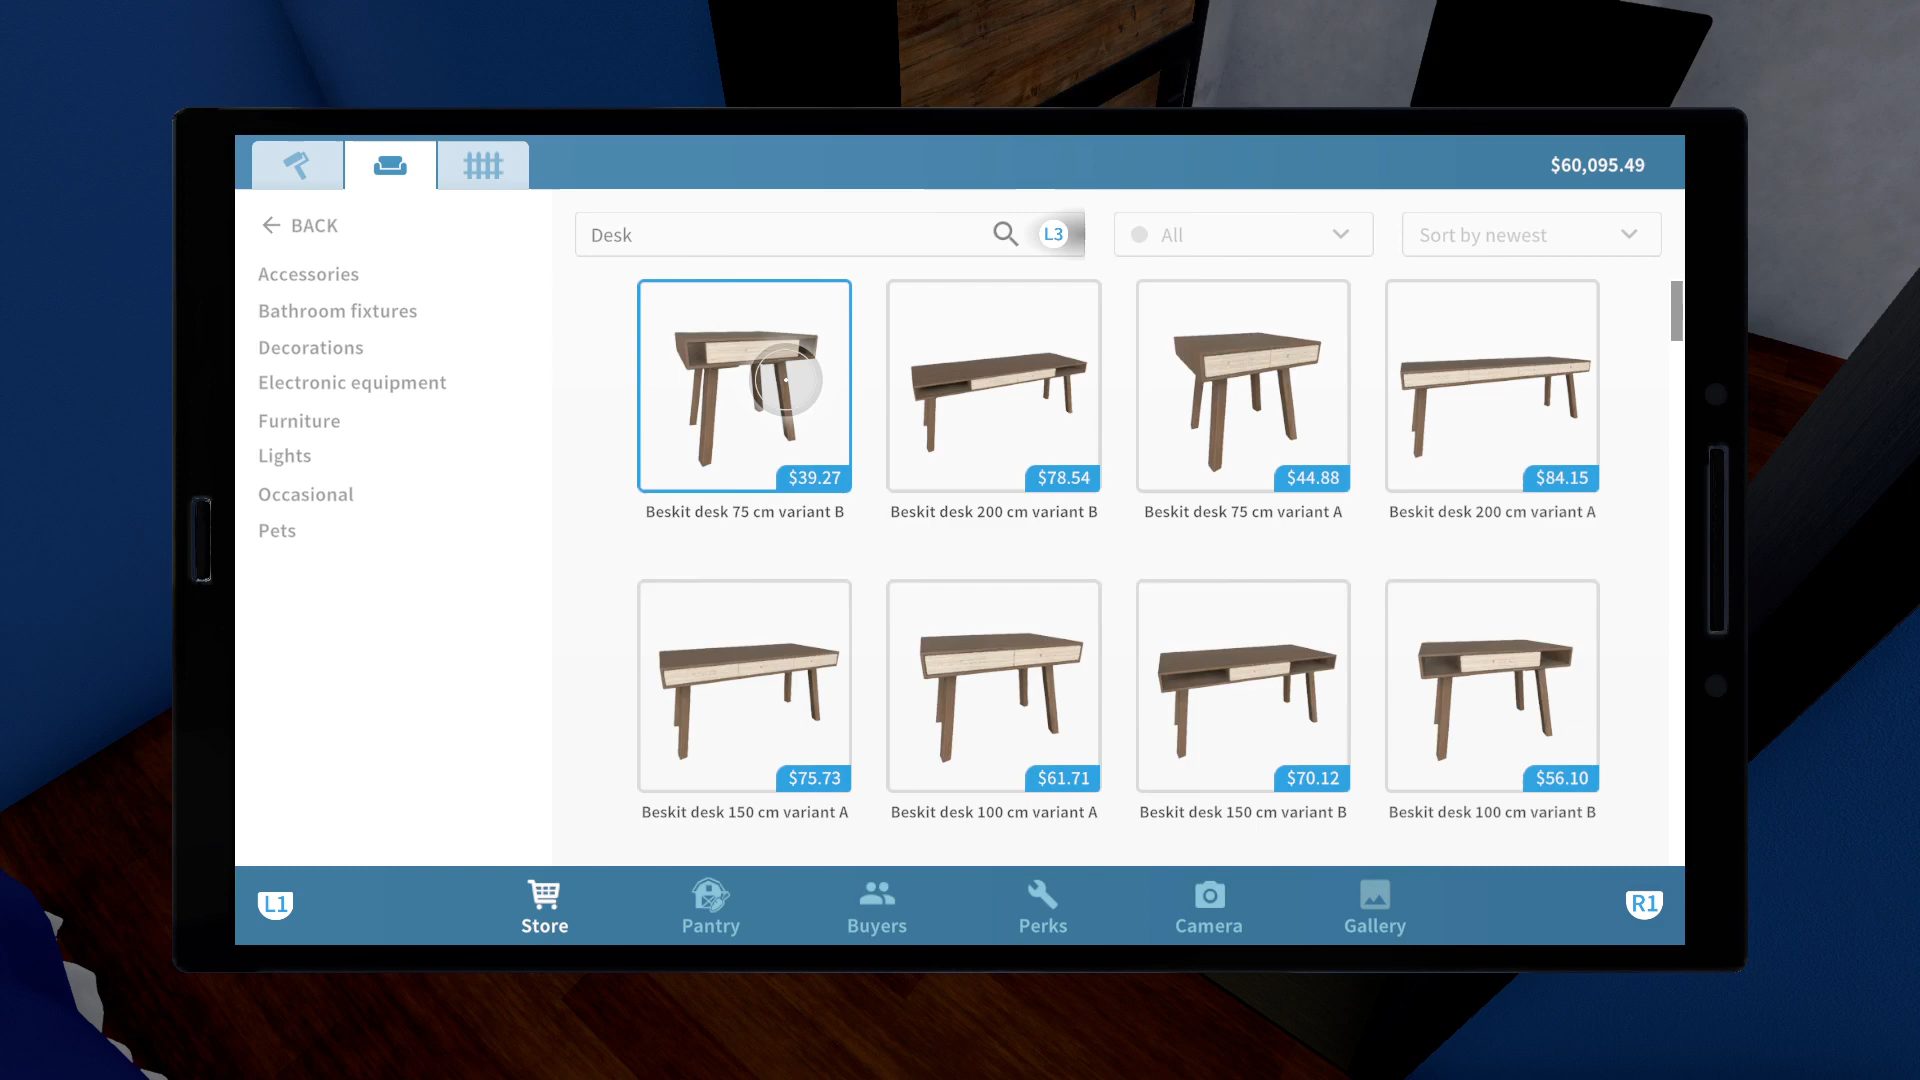 $60,095.49
BACK
Accessories
Bathroom fixtures
Decorations
Electronic equipment
Furniture
Lights
Occasional
Pets
Desk
L3
All
Sort by newest
$39.27
$78.54
$44.88
$84.15
Beskit desk 75 cm variant B
Beskit desk 200 cm variant B
Beskit desk 75 cm variant A
Beskit desk 200 cm variant A
$75.73
$61.71
$70.12
$56.10
Beskit desk 150 cm variant A
Beskit desk 100 cm variant A
Beskit desk 150 cm variant B
Beskit desk 100 cm variant B
L1
Store
Pantry
Buyers
Perks
Camera
Gallery
R1